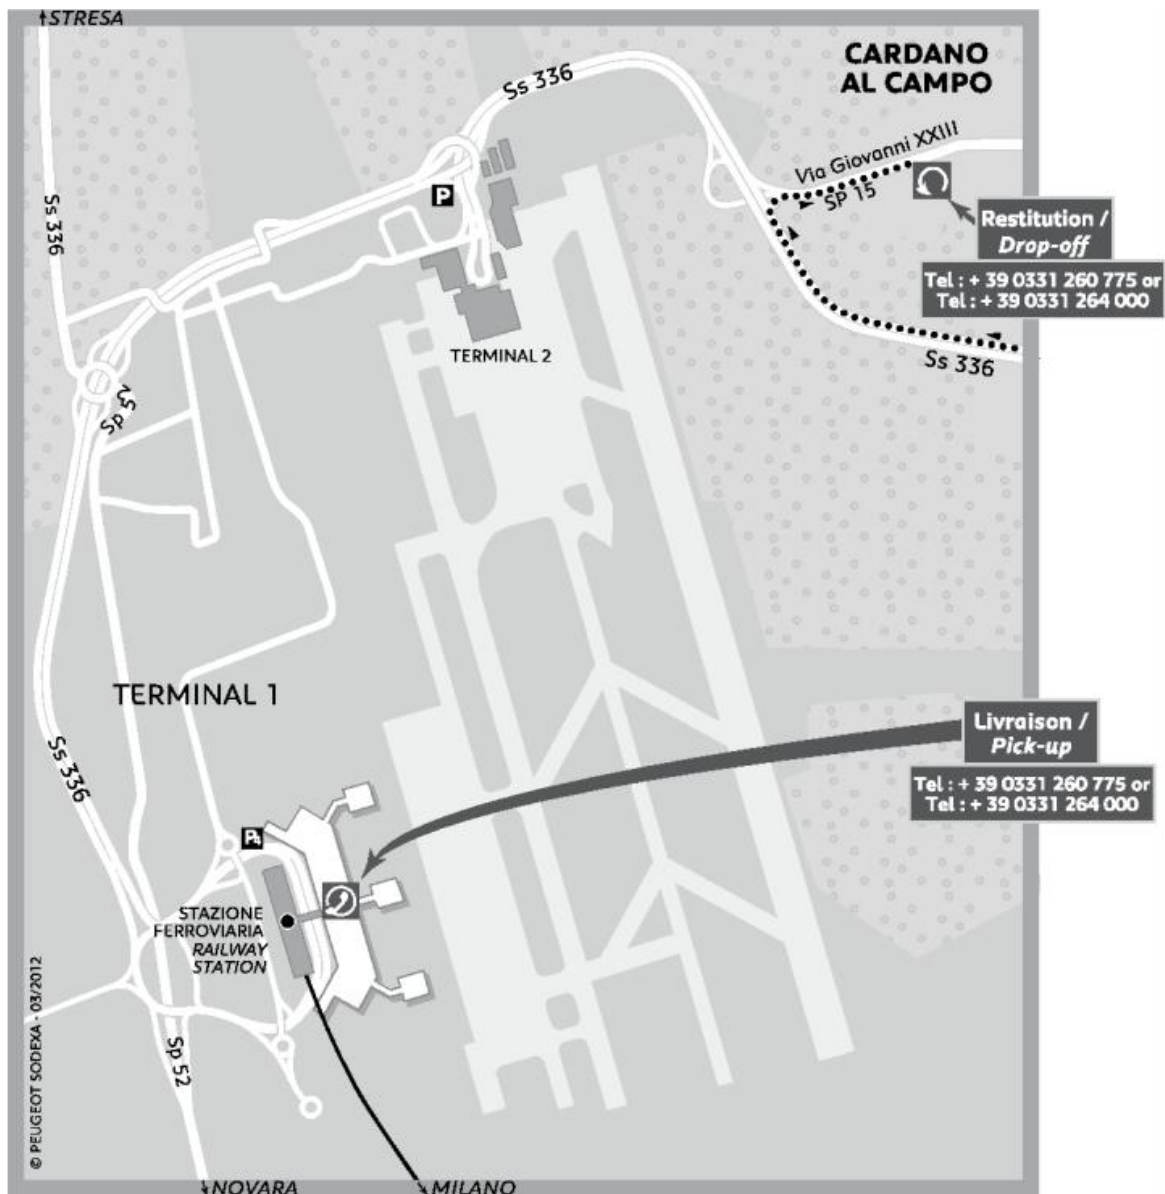 STRESA
CARDANO
AL CAMPO
Ss 336
Via Giovanni XXIII
SP 15
P
Ss 336
Restitution /
Drop-off
Tel : + 39 0331 260 775 or
Tel : + 39 0331 264 000
TERMINAL 2
Ss 336
Sp 52
TERMINAL 1
Livraison /
Pick-up
Ss 336
Tel : + 39 0331 260 775 or
Tel : + 39 0331 264 000
P4
STAZIONE
FERROVIARIA
RAILWAY
STATION
© PEUGEOT SODEXA - 03/2012
Sp 52
NOVARA
MILANO